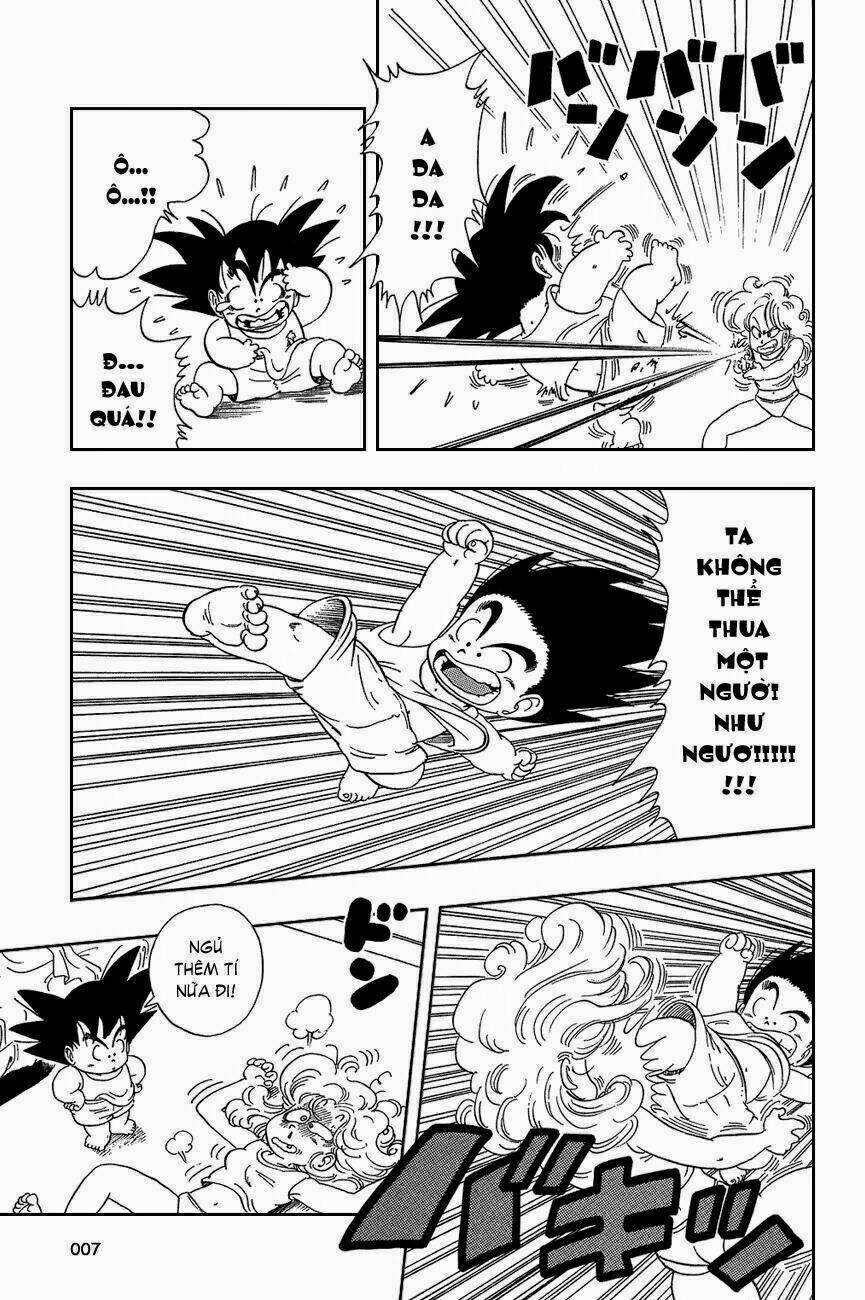 バンバンバン
A
DA
DA
!!!
Ô...
Ô...!!
Đ...
ĐAU
QUÁ!!
TA
KHÔNG
THỂ
THUA
MỘT
NGƯỜI
NHƯ
NGƯƠIIIII
!!!
バキッ
ドン
NGỦ
THÊM TÍ
NỮA ĐI!
007